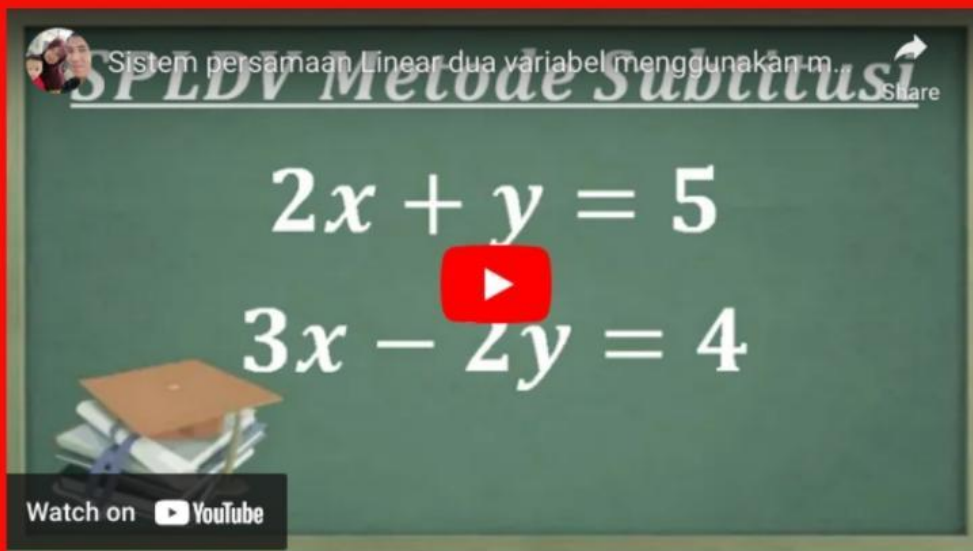 Sistem persamaan Linear dua variabel menggunakan m...
SPLDV Metode Subtitusi
Share
2x + y = 5
3x − 2y = 4
Watch on YouTube